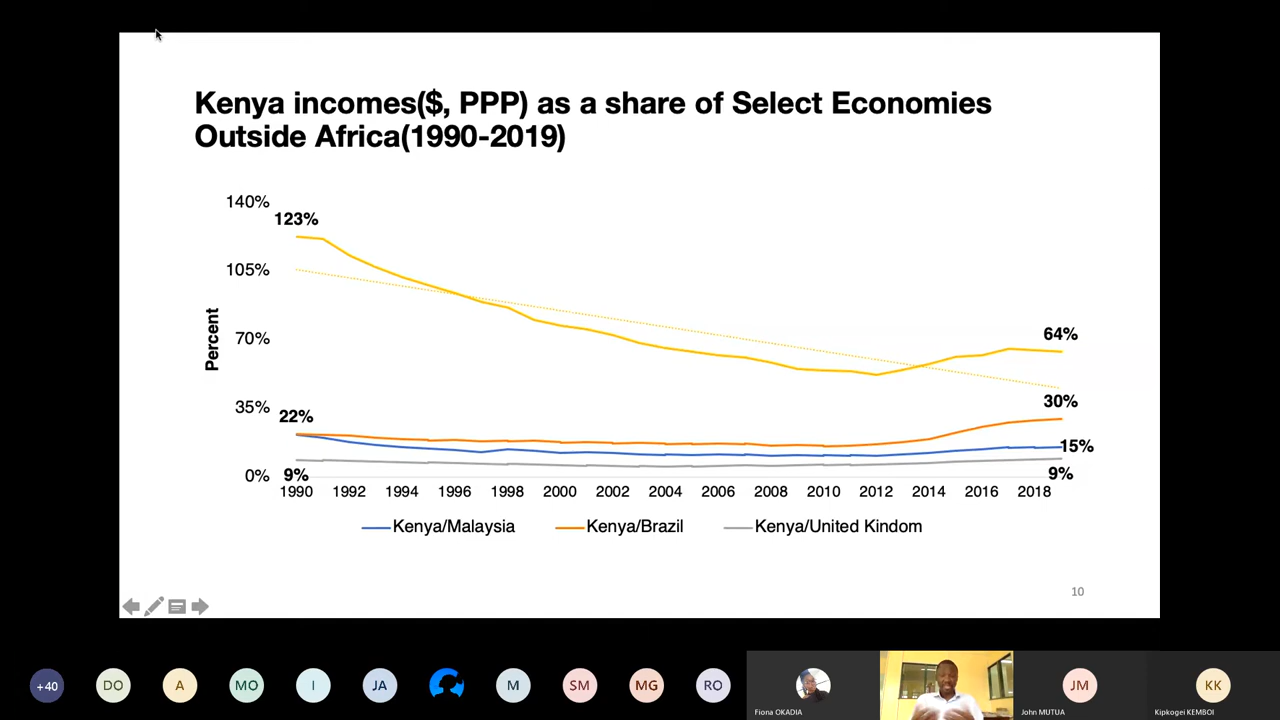 Kenya incomes($, PPP) as a share of Select Economies
Outside Africa(1990-2019)
140%
123%
105%
70%
64%
35%
30%
22%
15%
0%
9%
9%
Percent
1990 1992 1994 1996 1998 2000 2002 2004 2006 2008 2010 2012 2014 2016 2018
Kenya/Malaysia Kenya/Brazil Kenya/United Kindom
10
+40 DO A MO I JA M SM MG RO JM KK
Fiona OKADIA John MUTUA Kipkogei KEMBOI